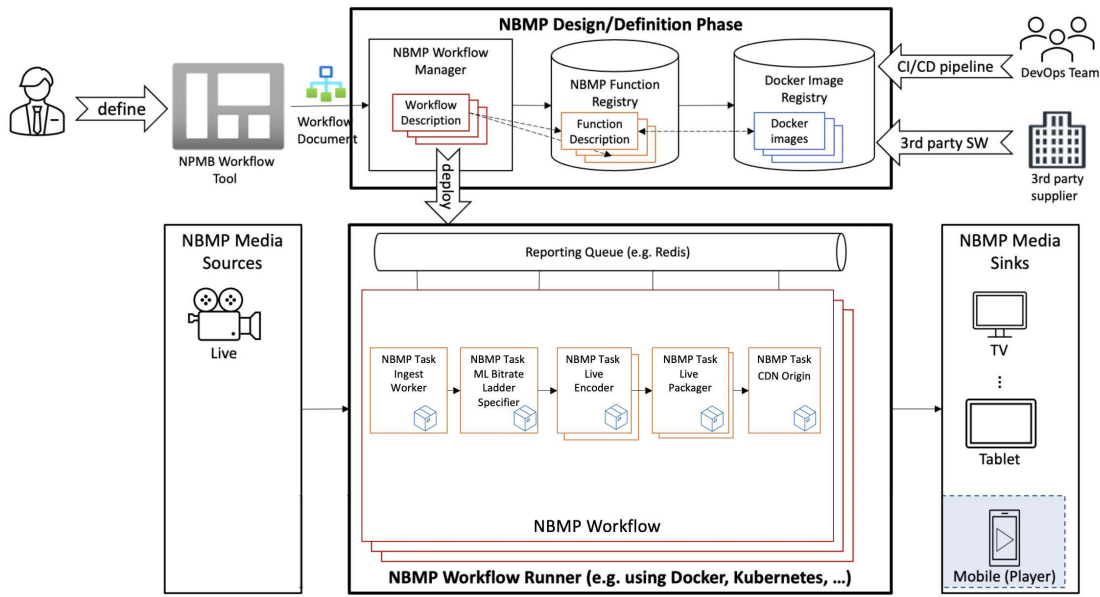 NBMP Design/Definition Phase
define
NPMB Workflow
Tool
Workflow
Document
NBMP Workflow
Manager
Workflow
Description
NBMP Function
Registry
Function
Description
Docker Image
Registry
Docker
images
CI/CD pipeline
DevOps Team
3rd party SW
3rd party
supplier
deploy
NBMP Media
Sources
Live
Reporting Queue (e.g. Redis)
NBMP Task
Ingest
Worker
NBMP Task
ML Bitrate
Ladder
Specifier
NBMP Task
Live
Encoder
NBMP Task
Live
Packager
NBMP Task
CDN Origin
NBMP Workflow
NBMP Workflow Runner (e.g. using Docker, Kubernetes, …)
NBMP Media
Sinks
TV
...
Tablet
Mobile (Player)